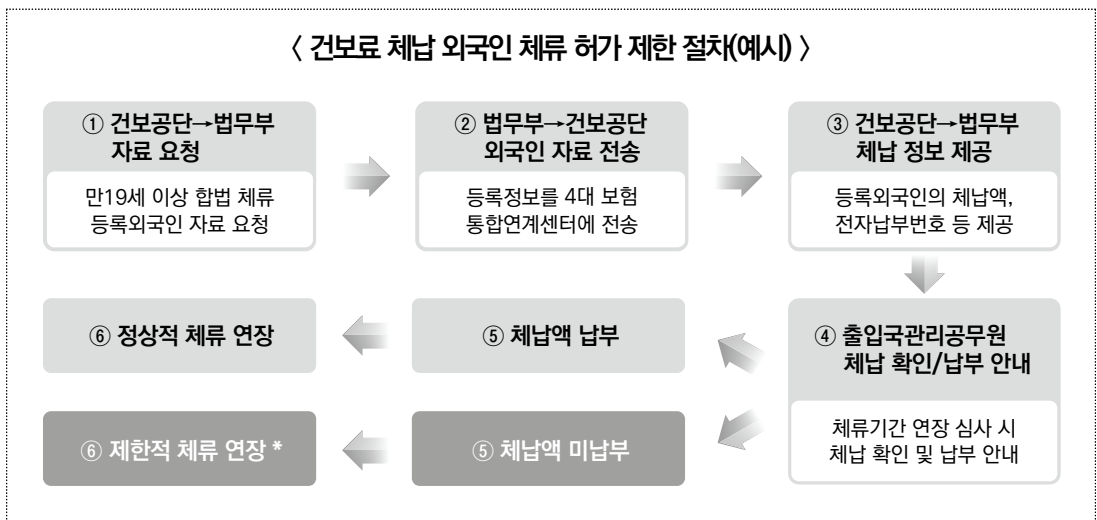 〈 건보료 체납 외국인 체류 허가 제한 절차(예시) 〉
① 건보공단→법무부
자료 요청
만19세 이상 합법 체류
등록외국인 자료 요청
② 법무부→건보공단
외국인 자료 전송
등록정보를 4대 보험
통합연계센터에 전송
③ 건보공단→법무부
체납 정보 제공
등록외국인의 체납액,
전자납부번호 등 제공
④ 출입국관리공무원
체납 확인/납부 안내
체류기간 연장 심사 시
체납 확인 및 납부 안내
⑤ 체납액 납부
⑥ 정상적 체류 연장
⑤ 체납액 미납부
⑥ 제한적 체류 연장 *